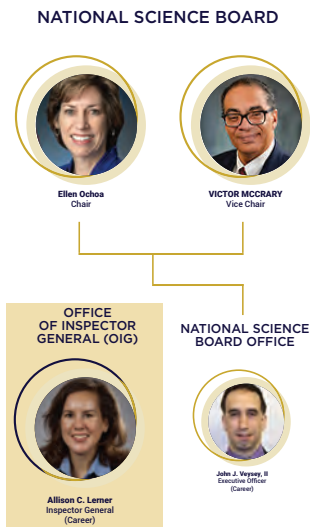 NATIONAL SCIENCE BOARD
Ellen Ochoa
Chair
VICTOR MCCRARY
Vice Chair
OFFICE
OF INSPECTOR
GENERAL (OIG)
Allison C. Lerner
Inspector General
(Career)
NATIONAL SCIENCE
BOARD OFFICE
John J. Veysey, II
Executive Officer
(Career)